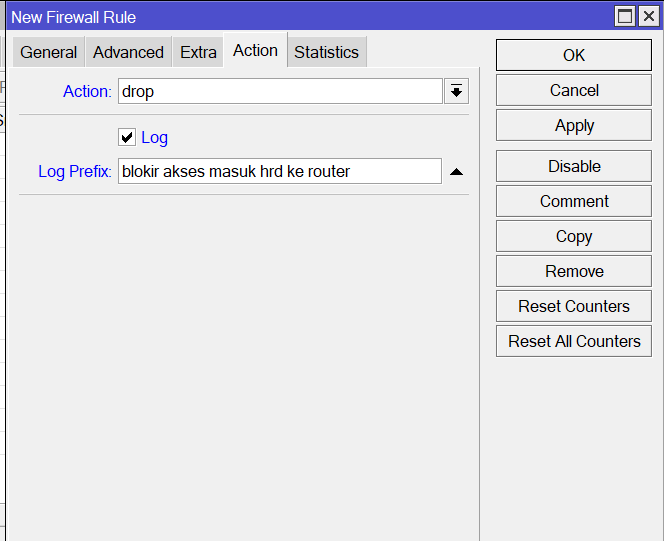 New Firewall Rule
General Advanced Extra Action Statistics
Action: drop
Log
Log Prefix: blokir akses masuk hrd ke router
OK
Cancel
Apply
Disable
Comment
Copy
Remove
Reset Counters
Reset All Counters